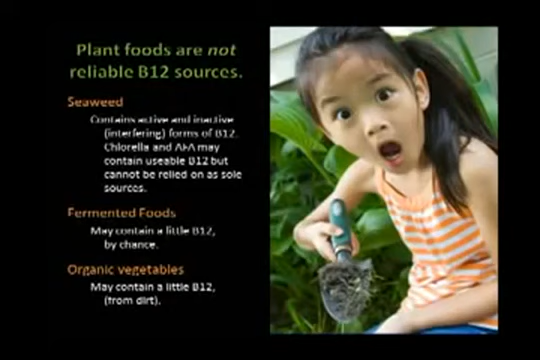 Plant foods are not
reliable B12 sources.
Seaweed
Contains active and inactive
(interfering) forms of B12.
Chlorella and AFA may
contain useable B12 but
cannot be relied on as sole
sources.
Fermented Foods
May contain a little B12,
by chance.
Organic vegetables
May contain a little B12,
(from dirt).